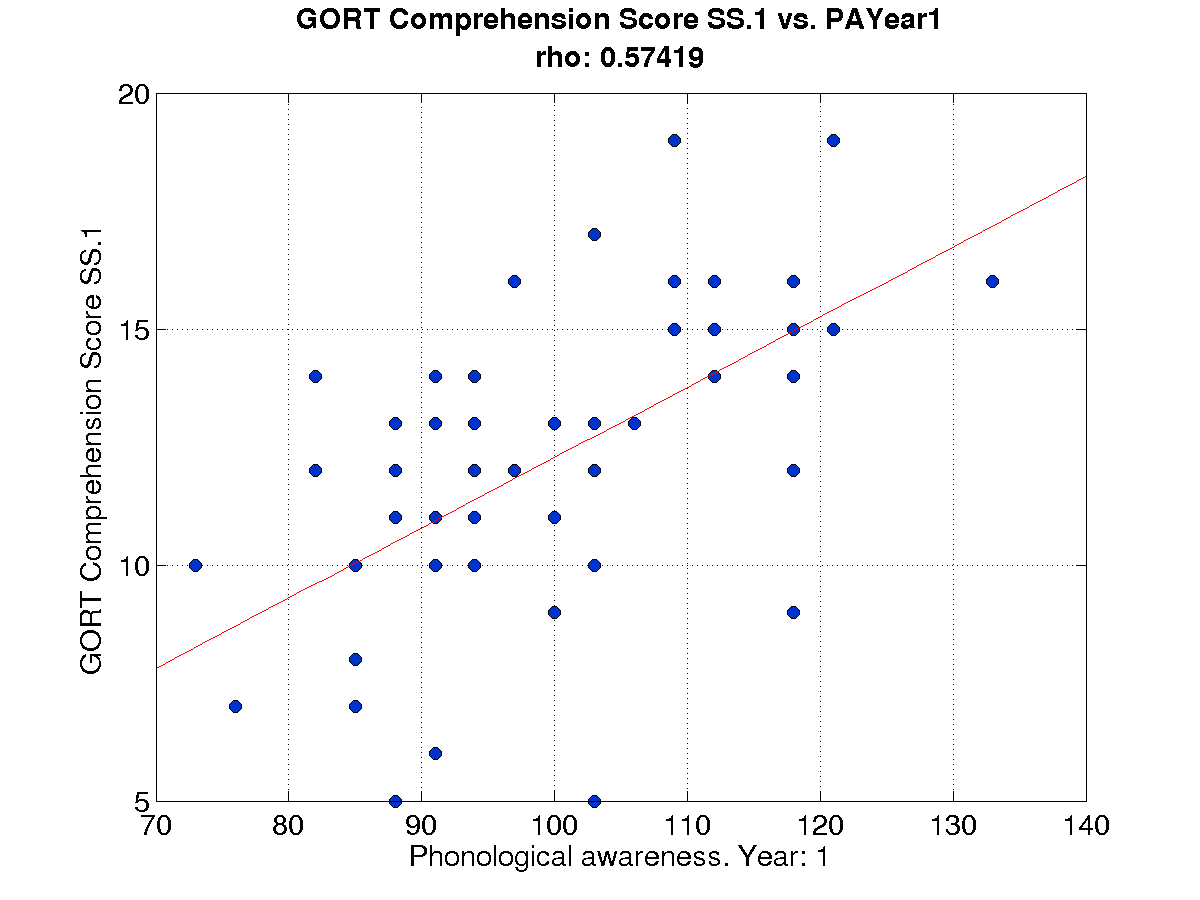 GORT Comprehension Score SS.1 vs. PAYear1
rho: 0.57419
20
15
10
5
GORT Comprehension Score SS.1
70 80 90 100 110 120 130 140
Phonological awareness. Year: 1